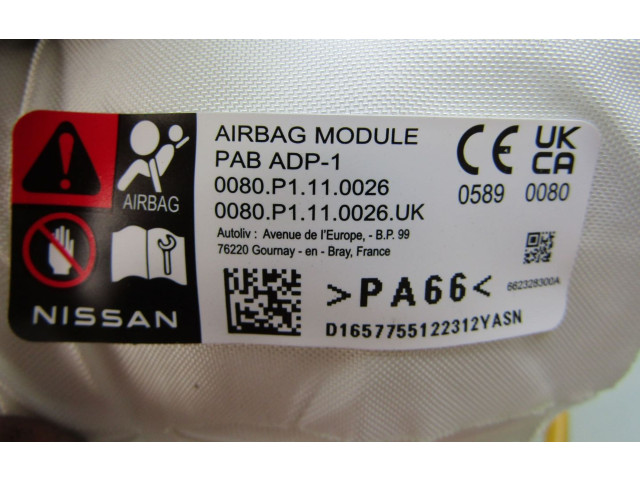 AIRBAG
NISSAN
AIRBAG MODULE
PAB ADP-1
0080.P1.11.0026
0080.P1.11.0026.UK
Autoliv : Avenue de l'Europe, - B.P. 99
76220 Gournay - en - Bray, France
>PA66<
D1657755122312YASN
CE
0589
UK
CA
0080
662328300A